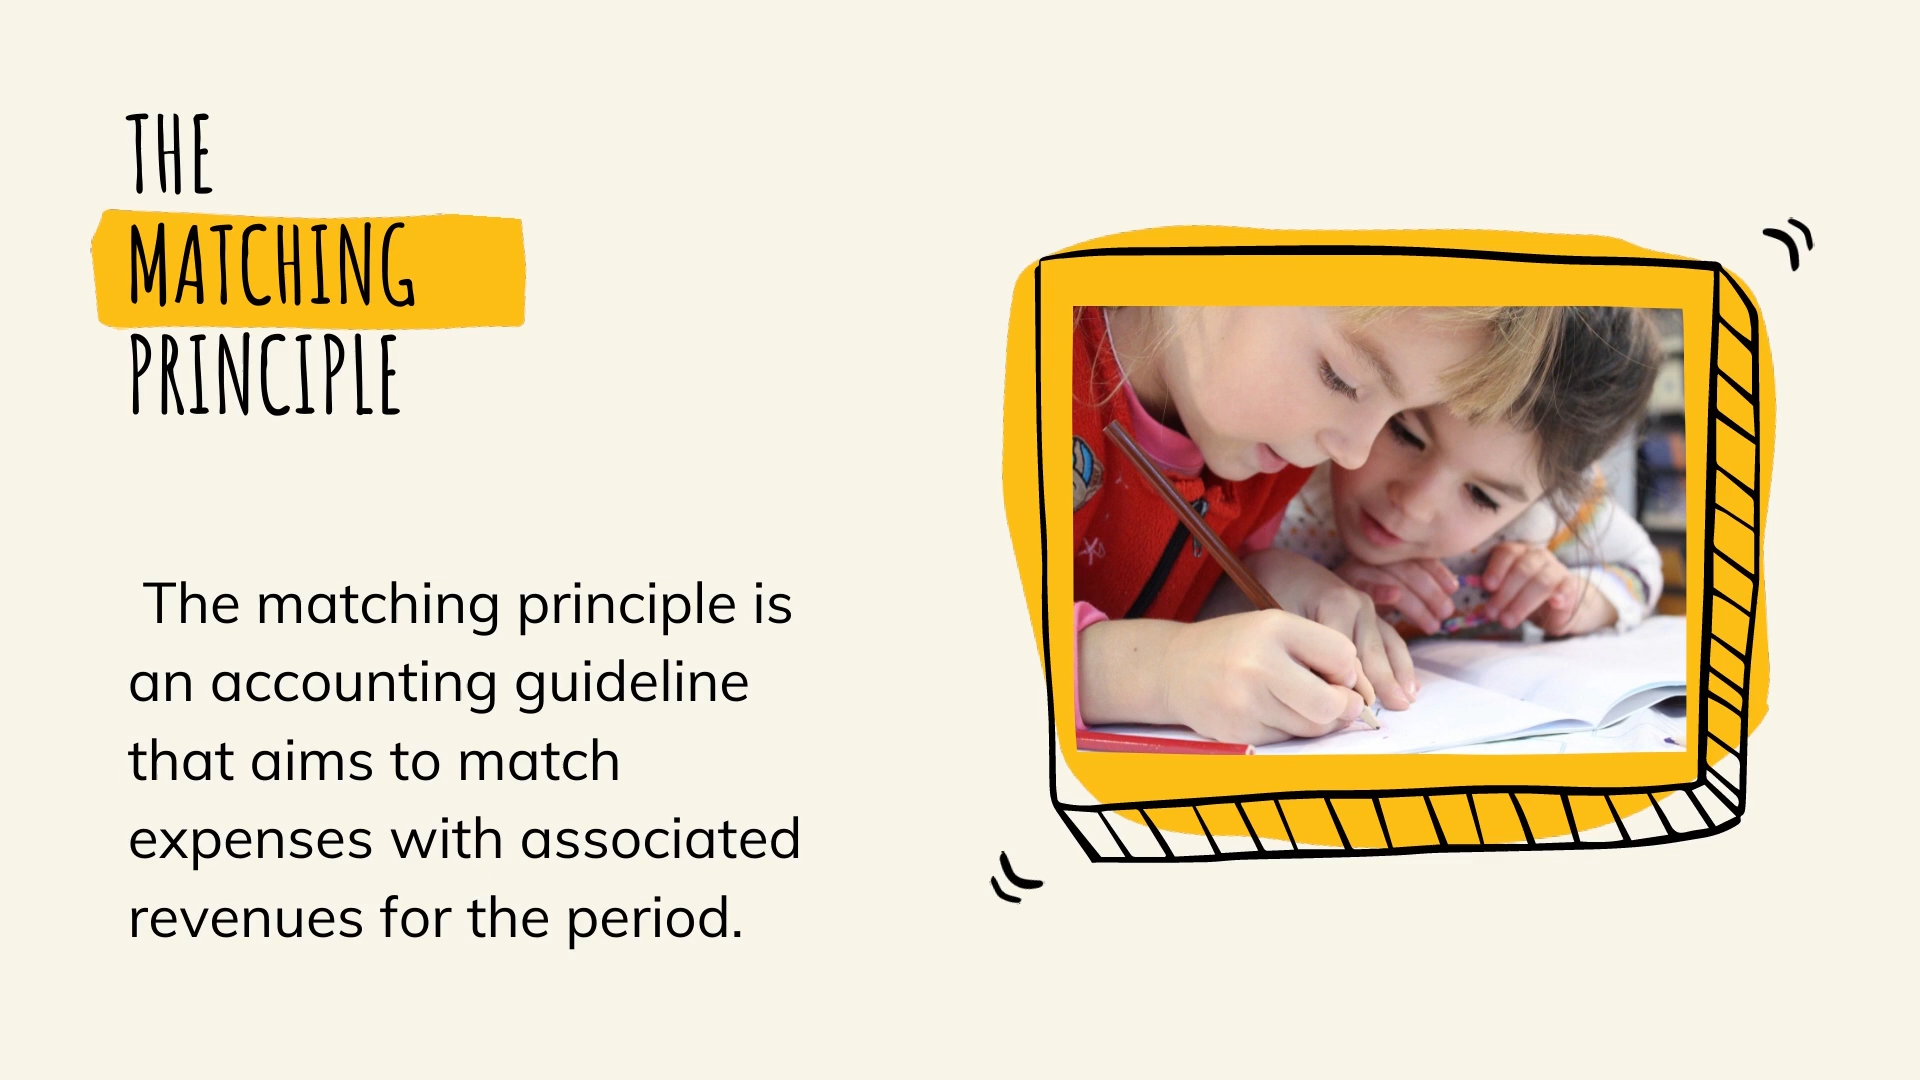 THE
MATCHING
PRINCIPLE
The matching principle is
an accounting guideline
that aims to match
expenses with associated
revenues for the period.